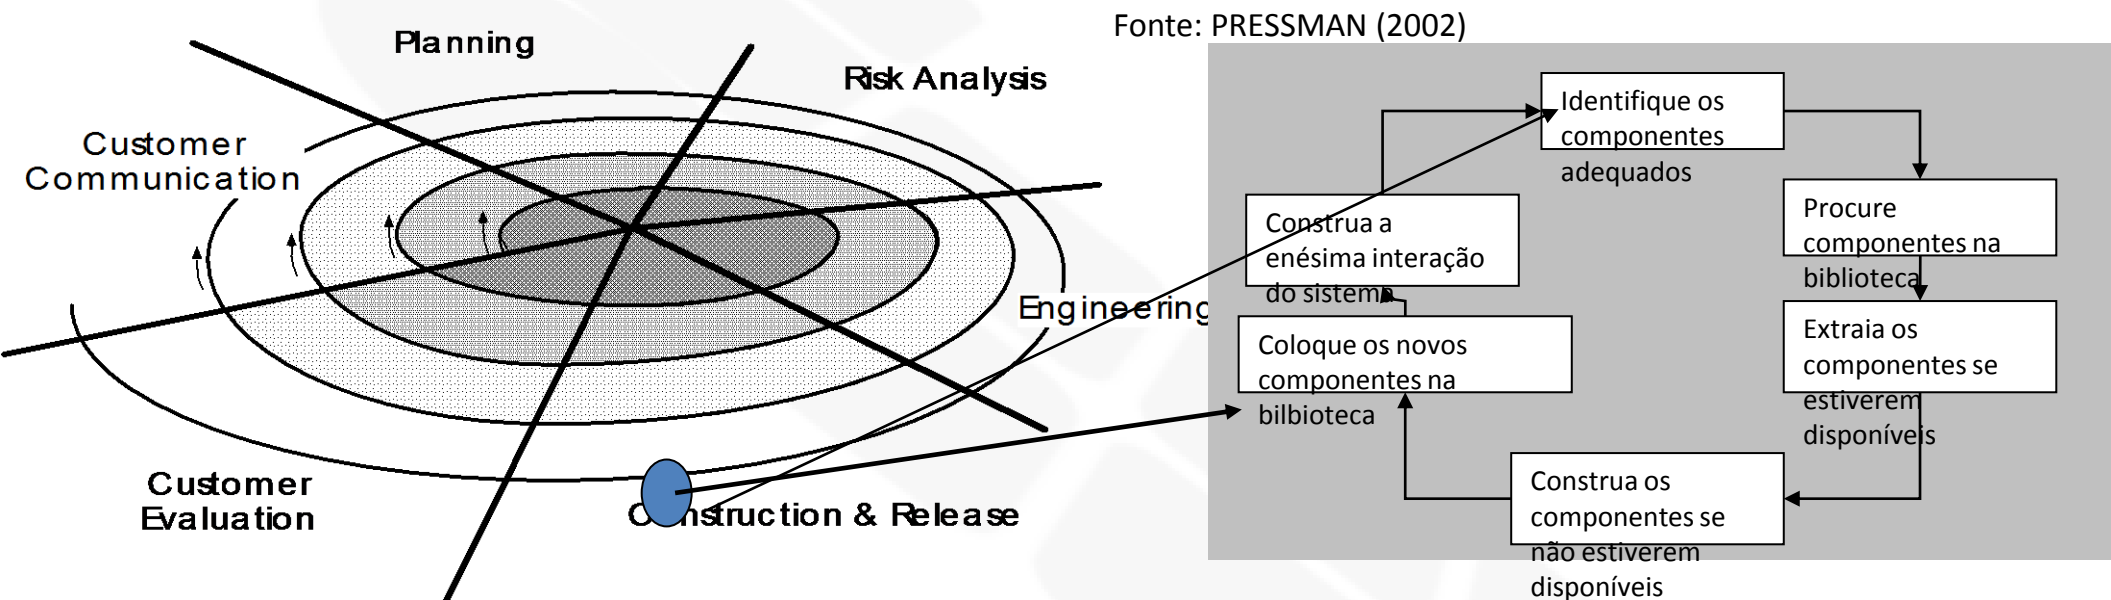 Fonte: PRESSMAN (2002)
Planning
Risk Analysis
Customer
Communication
Engineering
Customer
Evaluation
Construction & Release
Identifique os
componentes
adequados
Procure
componentes na
biblioteca
Extraia os
componentes se
estiverem
disponíveis
Construa os
componentes se
não estiverem
disponíveis
Coloque os novos
componentes na
bilbioteca
Construa a
enésima interação
do sistema